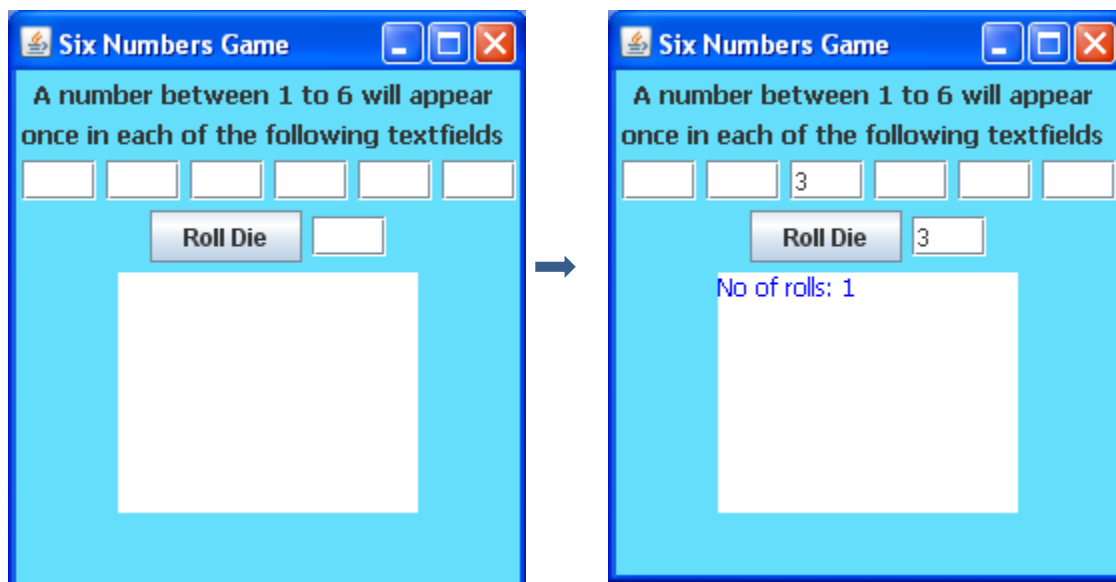 Six Numbers Game
A number between 1 to 6 will appear
once in each of the following textfields
Roll Die
Six Numbers Game
A number between 1 to 6 will appear
once in each of the following textfields
3
Roll Die 3
No of rolls: 1